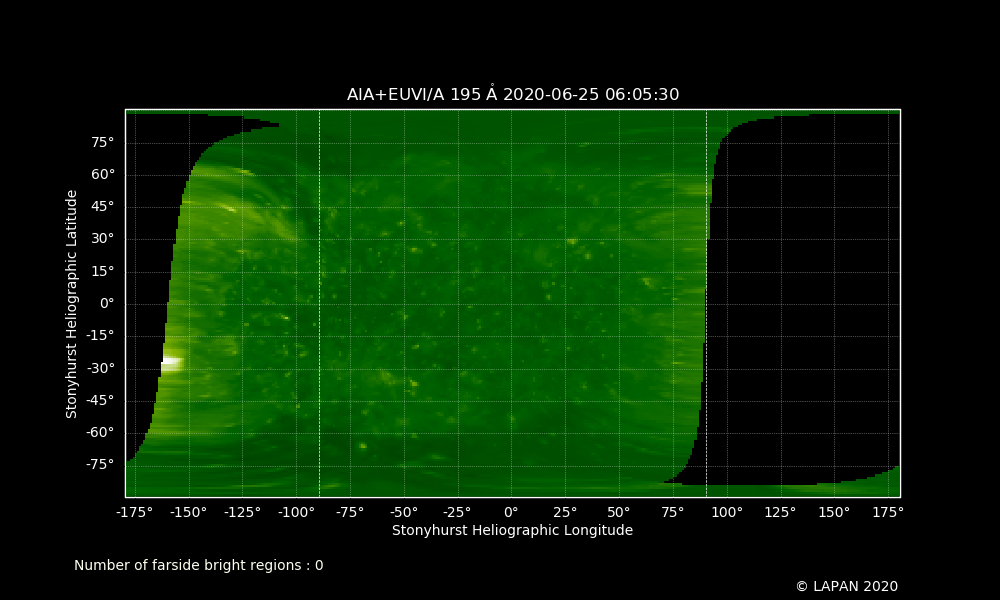 AIA+EUVI/A 195 Å 2020-06-25 06:05:30
Stonyhurst Heliographic Latitude
75°
60°
45°
30°
15°
0°
-15°
-30°
-45°
-60°
-75°
-175° -150° -125° -100° -75° -50° -25° 0° 25° 50° 75° 100° 125° 150° 175°
Stonyhurst Heliographic Longitude
Number of farside bright regions : 0
© LAPAN 2020